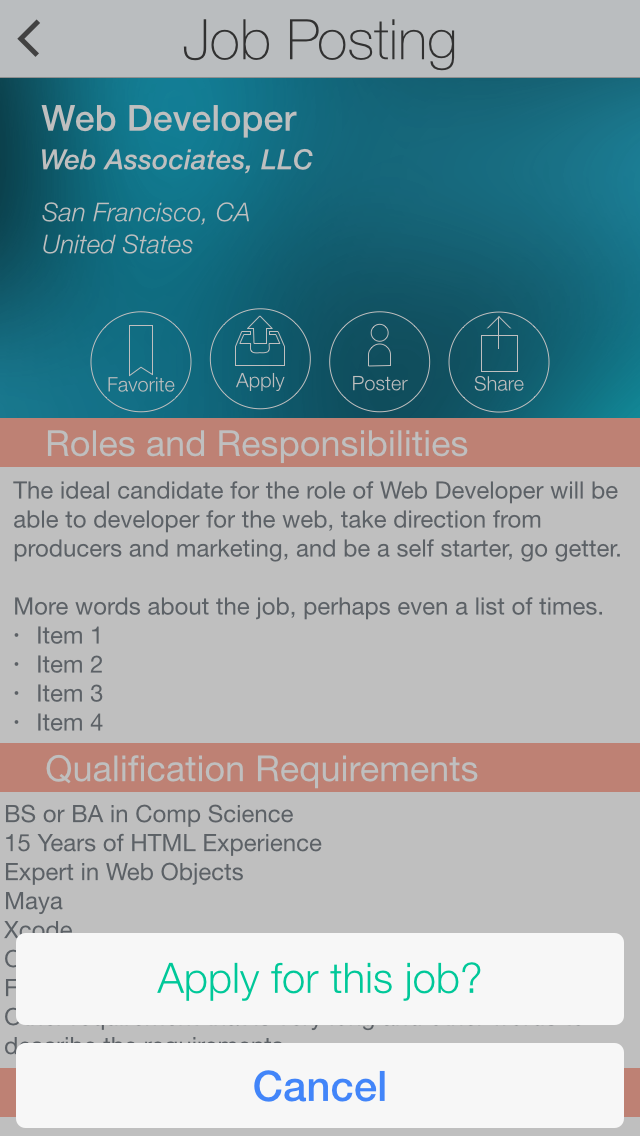 Job Posting
Web Developer
Web Associates, LLC
San Francisco, CA
United States
Favorite
Apply
Poster
Share
Roles and Responsibilities
The ideal candidate for the role of Web Developer will be
able to developer for the web, take direction from
producers and marketing, and be a self starter, go getter.
More words about the job, perhaps even a list of times.
· Item 1
· Item 2
· Item 3
· Item 4
Qualification Requirements
BS or BA in Comp Science
15 Years of HTML Experience
Expert in Web Objects
Maya
Xcode
describe the requirements
Apply for this job?
Cancel